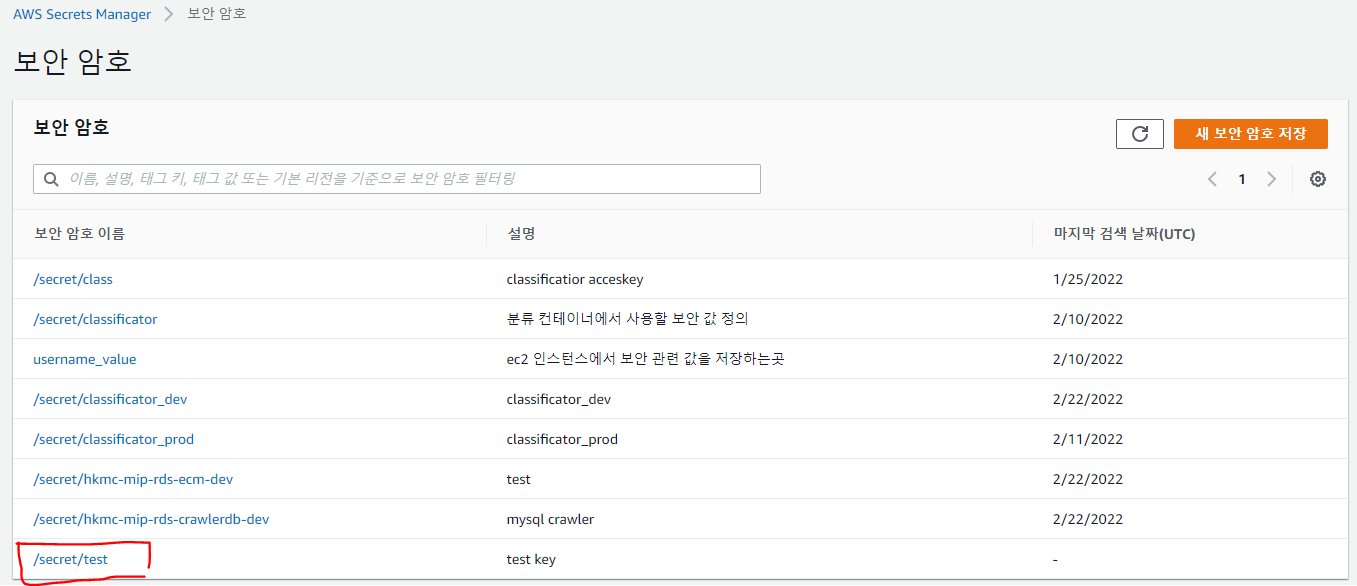 AWS Secrets Manager > 보안 암호
보안 암호
보안 암호
새 보안 암호 저장
이름, 설명, 태그 키, 태그 값 또는 기본 리전을 기준으로 보안 암호 필터링
1
보안 암호 이름 설명 마지막 검색 날짜(UTC)
/secret/class classificatior acceskey 1/25/2022
/secret/classificator 분류 컨테이너에서 사용할 보안 값 정의 2/10/2022
username_value ec2 인스턴스에서 보안 관련 값을 저장하는곳 2/10/2022
/secret/classificator_dev classificator_dev 2/22/2022
/secret/classificator_prod classificator_prod 2/11/2022
/secret/hkmc-mip-rds-ecm-dev test 2/22/2022
/secret/hkmc-mip-rds-crawlerdb-dev mysql crawler 2/22/2022
/secret/test test key -